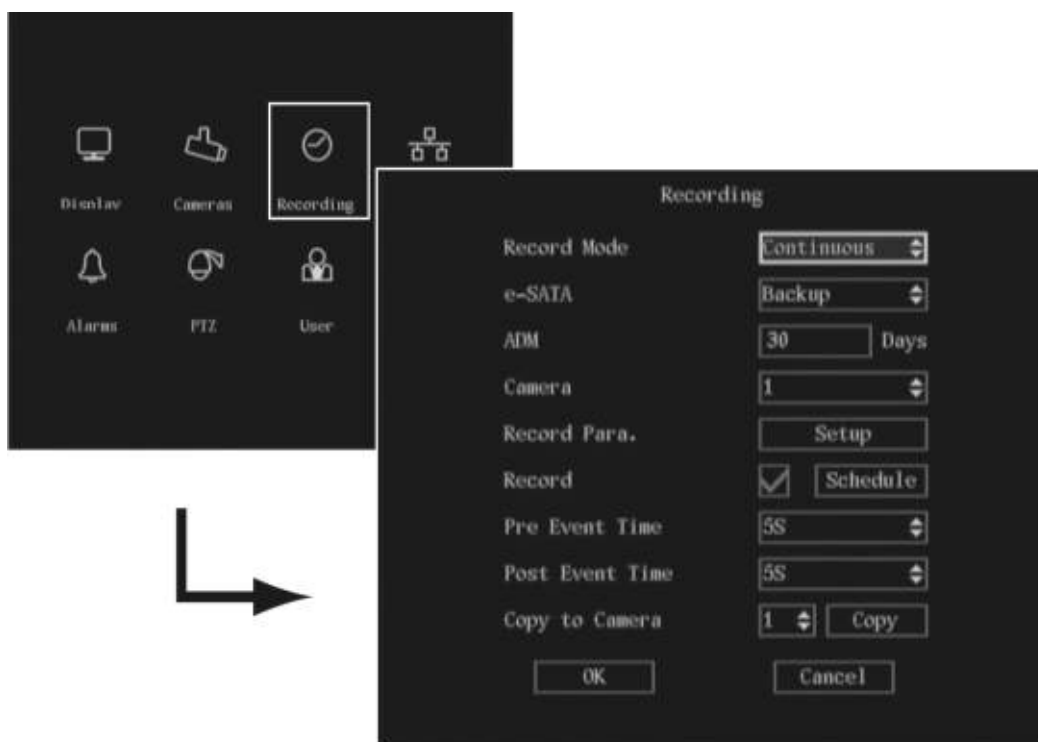 Display Cameras Recording
Alarms PTZ User
Recording
Record Mode Continuous
e-SATA Backup
ADM 30 Days
Camera 1
Record Para. Setup
Record Schedule
Pre Event Time 5S
Post Event Time 5S
Copy to Camera 1 Copy
OK Cancel